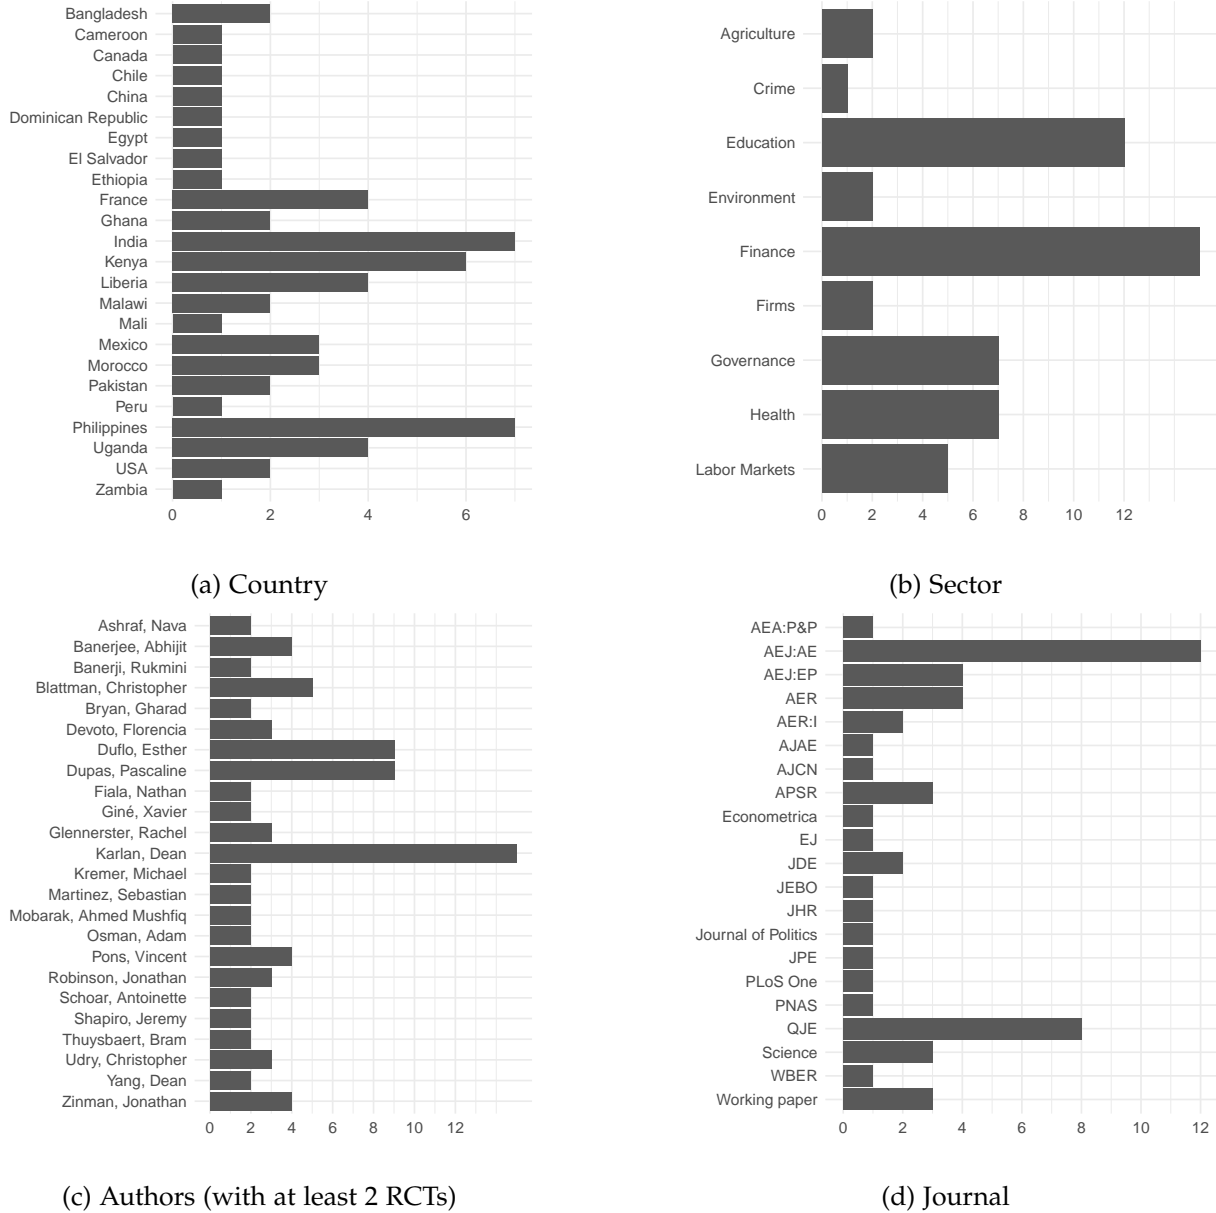 Bangladesh
Cameroon
Canada
Chile
China
Dominican Republic
Egypt
El Salvador
Ethiopia
France
Ghana
India
Kenya
Liberia
Malawi
Mali
Mexico
Morocco
Pakistan
Peru
Philippines
Uganda
USA
Zambia
0 2 4 6
(a) Country
Agriculture
Crime
Education
Environment
Finance
Firms
Governance
Health
Labor Markets
0 2 4 6 8 10 12
(b) Sector
Ashraf, Nava
Banerjee, Abhijit
Banerji, Rukmini
Blattman, Christopher
Bryan, Gharad
Devoto, Florencia
Duflo, Esther
Dupas, Pascaline
Fiala, Nathan
Giné, Xavier
Glennerster, Rachel
Karlan, Dean
Kremer, Michael
Martinez, Sebastian
Mobarak, Ahmed Mushfiq
Osman, Adam
Pons, Vincent
Robinson, Jonathan
Schoar, Antoinette
Shapiro, Jeremy
Thuysbaert, Bram
Udry, Christopher
Yang, Dean
Zinman, Jonathan
0 2 4 6 8 10 12
(c) Authors (with at least 2 RCTs)
AEA:P&P
AEJ:AE
AEJ:EP
AER
AER:I
AJAE
AJCN
APSR
Econometrica
EJ
JDE
JEBO
JHR
Journal of Politics
JPE
PLoS One
PNAS
QJE
Science
WBER
Working paper
0 2 4 6 8 10 12
(d) Journal